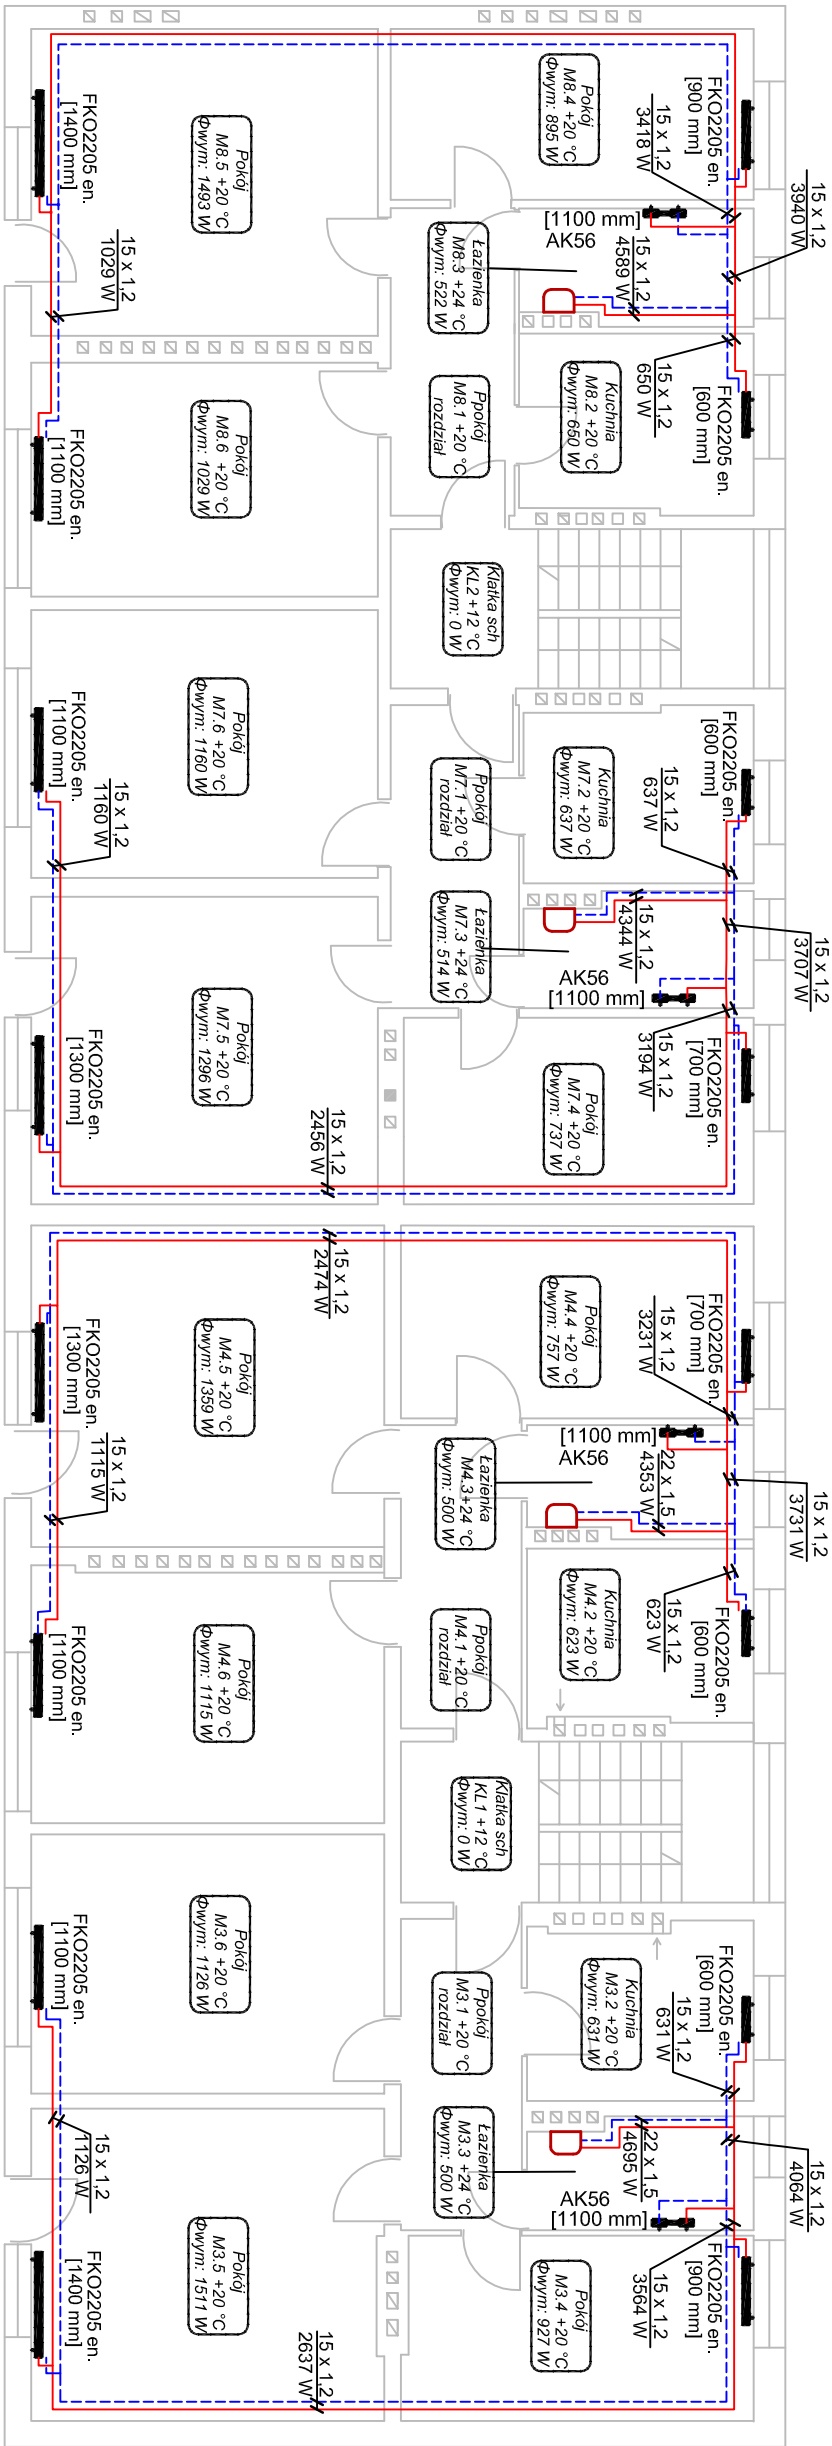 FKO2205 en.
[900 mm]
15 x 1,2
3418 W
15 x 1,2
3940 W
Pokój
M8.4 +20 °C
Φwym: 895 W
Pokój
M8.5 +20 °C
Φwym: 1493 W
FKO2205 en.
[1400 mm]
[1100 mm]
AK56
15 x 1,2
4589 W
Łazienka
M8.3 +24 °C
Φwym: 522 W
15 x 1,2
1029 W
15 x 1,2
650 W
FKO2205 en.
[600 mm]
Kuchnia
M8.2 +20 °C
Φwym: 650 W
Ppokój
M8.1 +20 °C
rozdział
Pokój
M8.6 +20 °C
Φwym: 1029 W
FKO2205 en.
[1100 mm]
Klatka sch
KL2 +12 °C
Φwym: 0 W
FKO2205 en.
[600 mm]
15 x 1,2
637 W
Kuchnia
M7.2 +20 °C
Φwym: 637 W
Ppokój
M7.1 +20 °C
rozdział
Pokój
M7.6 +20 °C
Φwym: 1160 W
FKO2205 en.
[1100 mm]
15 x 1,2
1160 W
15 x 1,2
3707 W
15 x 1,2
4344 W
Łazienka
M7.3 +24 °C
Φwym: 514 W
AK56
[1100 mm]
15 x 1,2
3194 W
FKO2205 en.
[700 mm]
Pokój
M7.4 +20 °C
Φwym: 737 W
Pokój
M7.5 +20 °C
Φwym: 1296 W
FKO2205 en.
[1300 mm]
15 x 1,2
2456 W
15 x 1,2
2474 W
FKO2205 en.
[700 mm]
15 x 1,2
3231 W
Pokój
M4.4 +20 °C
Φwym: 757 W
Pokój
M4.5 +20 °C
Φwym: 1359 W
FKO2205 en.
[1300 mm]
[1100 mm]
AK56
22 x 1,5
4353 W
15 x 1,2
3731 W
Łazienka
M4.3+24 °C
Φwym: 500 W
15 x 1,2
1115 W
15 x 1,2
623 W
FKO2205 en.
[600 mm]
Kuchnia
M4.2 +20 °C
Φwym: 623 W
Ppokój
M4.1 +20 °C
rozdział
Pokój
M4.6 +20 °C
Φwym: 1115 W
FKO2205 en.
[1100 mm]
Klatka sch
KL1 +12 °C
Φwym: 0 W
FKO2205 en.
[600 mm]
15 x 1,2
631 W
Kuchnia
M3.2 +20 °C
Φwym: 631 W
Ppokój
M3.1 +20 °C
rozdział
Pokój
M3.6 +20 °C
Φwym: 1126 W
FKO2205 en.
[1100 mm]
15 x 1,2
1126 W
15 x 1,2
4064 W
22 x 1,5
4695 W
Łazienka
M3.3 +24 °C
Φwym: 500 W
AK56
[1100 mm]
15 x 1,2
3564 W
FKO2205 en.
[900 mm]
Pokój
M3.4 +20 °C
Φwym: 927 W
Pokój
M3.5 +20 °C
Φwym: 1511 W
FKO2205 en.
[1400 mm]
15 x 1,2
2637 W